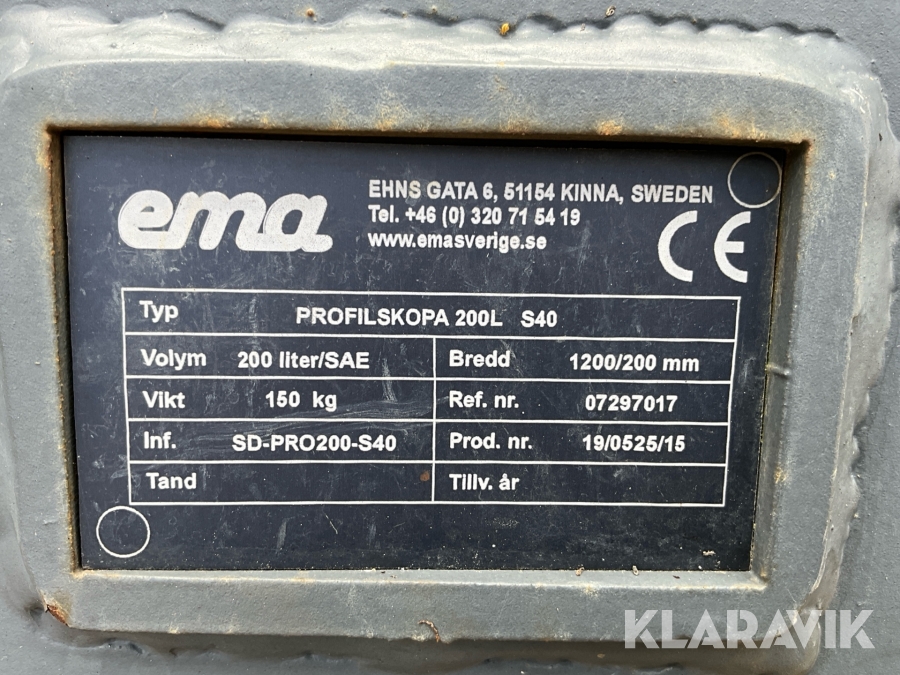 ema
EHNS GATA 6, 51154 KINNA, SWEDEN
Tel. +46 (0) 320 71 54 19
www.emasverige.se
CE
Typ PROFILSKOPA 200L S40
Volym 200 liter/SAE Bredd 1200/200 mm
Vikt 150 kg Ref. nr. 07297017
Inf. SD-PRO200-S40 Prod. nr. 19/0525/15
Tand Tillv. år
KLARAVIK